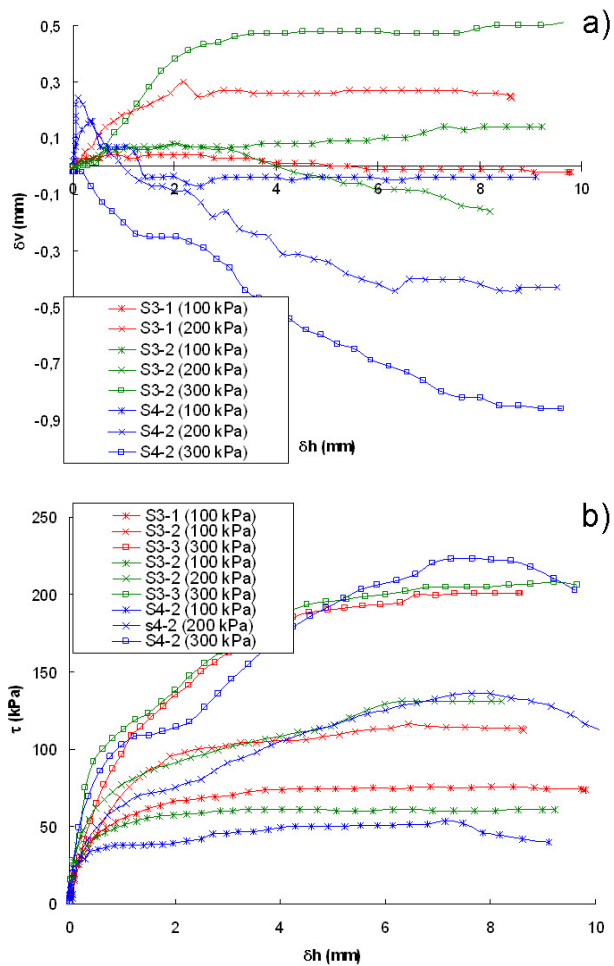 a)
0,5
0,3
0,1
-0,1
-0,3
-0,5
-0,7
-0,9
δv (mm)
0
2
4
6
8
10
S3-1 (100 kPa)
S3-1 (200 kPa)
S3-2 (100 kPa)
S3-2 (200 kPa)
S3-2 (300 kPa)
S4-2 (100 kPa)
S4-2 (200 kPa)
S4-2 (300 kPa)
δh (mm)
b)
250
200
150
100
50
0
τ (kPa)
S3-1 (100 kPa)
S3-2 (100 kPa)
S3-3 (300 kPa)
S3-2 (100 kPa)
S3-2 (200 kPa)
S3-3 (300 kPa)
S4-2 (100 kPa)
s4-2 (200 kPa)
S4-2 (300 kPa)
0
2
4
6
8
10
δh (mm)